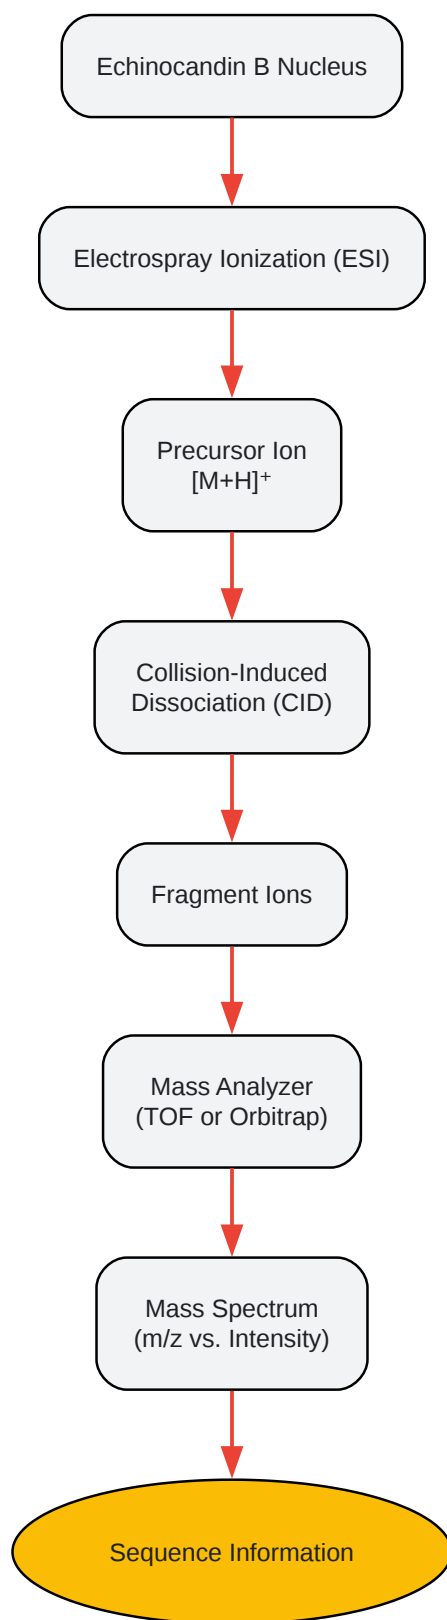 Echinocandin B Nucleus
Electrospray Ionization (ESI)
Precursor Ion
[M+H]⁺
Collision-Induced
Dissociation (CID)
Fragment Ions
Mass Analyzer
(TOF or Orbitrap)
Mass Spectrum
(m/z vs. Intensity)
Sequence Information